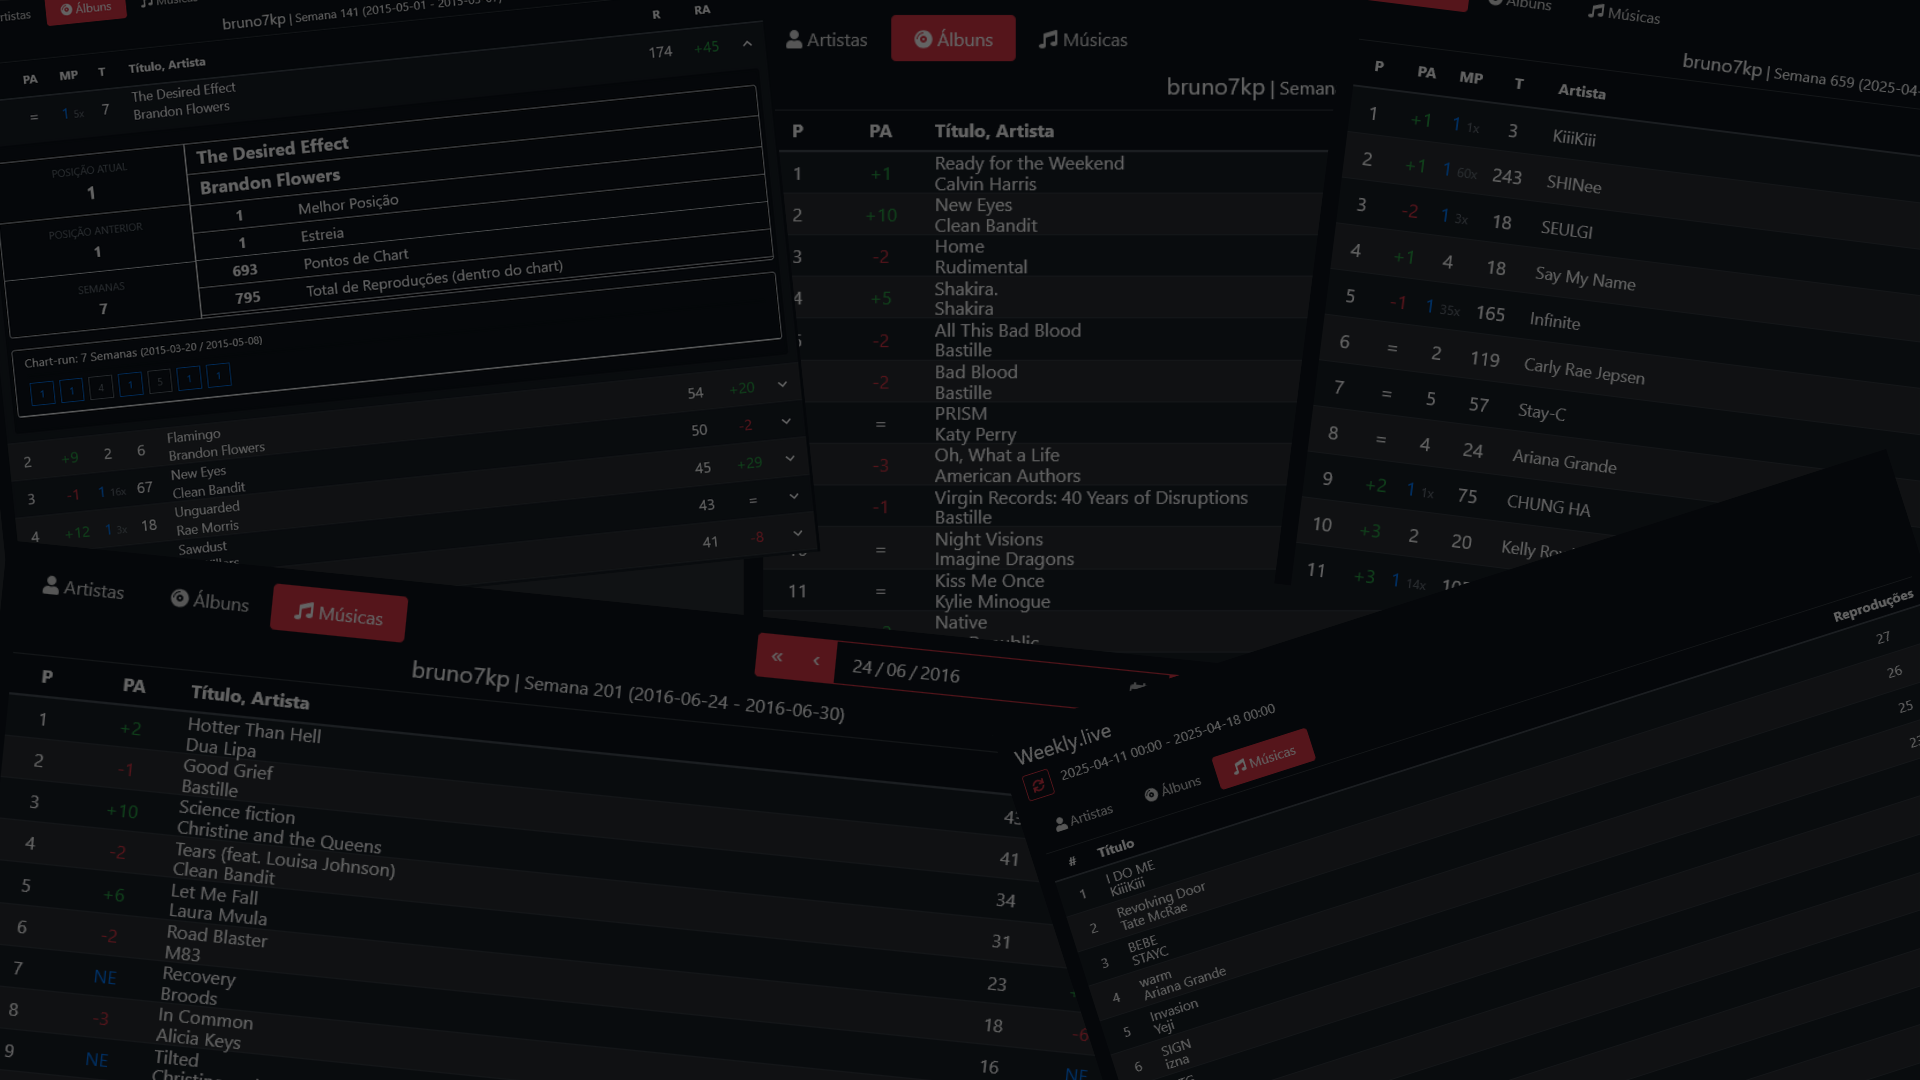 Artistas Álbuns Músicas
bruno7kp | Semana 141 (2015-05-01 - 2015-05-07)
R RA
PA MP T Título, Artista
= 1 5x 7 The Desired Effect 174 +45
Brandon Flowers
POSIÇÃO ATUAL
1
POSIÇÃO ANTERIOR
1
SEMANAS
7
The Desired Effect
Brandon Flowers
1 Melhor Posição
1 Estreia
693 Pontos de Chart
795 Total de Reproduções (dentro do chart)
Chart-run: 7 Semanas (2015-03-20 / 2015-05-08)
1 1 4 1 5 1 1
54 +20
2 +9 2 6 Flamingo 50 -2
Brandon Flowers
3 -1 1 16x 67 New Eyes 45 +29
Clean Bandit
4 +12 1 3x 18 Unguarded 43 =
Rae Morris
Sawdust 41 -8
Artistas Álbuns Músicas
bruno7kp | Seman
P PA Título, Artista
1 +1 Ready for the Weekend
Calvin Harris
2 +10 New Eyes
Clean Bandit
3 -2 Home
Rudimental
4 +5 Shakira.
Shakira
5 -2 All This Bad Blood
Bastille
-2 Bad Blood
Bastille
= PRISM
Katy Perry
-3 Oh, What a Life
American Authors
-1 Virgin Records: 40 Years of Disruptions
Bastille
= Night Visions
Imagine Dragons
11 = Kiss Me Once
Kylie Minogue
Native
Álbuns Músicas
bruno7kp | Semana 659 (2025-04-
P PA MP T Artista
1 +1 1 1x 3 KiiiKiii
2 +1 1 60x 243 SHINee
3 -2 1 3x 18 SEULGI
4 +1 4 18 Say My Name
5 -1 1 35x 165 Infinite
6 = 2 119 Carly Rae Jepsen
7 = 5 57 Stay-C
8 = 4 24 Ariana Grande
9 +2 1 1x 75 CHUNG HA
10 +3 2 20 Kelly
11 +3 1 14x
Artistas Álbuns Músicas
« ‹ 24 / 06 / 2016
bruno7kp | Semana 201 (2016-06-24 - 2016-06-30)
P PA Título, Artista
1 +2 Hotter Than Hell 43
Dua Lipa
2 -1 Good Grief 41
Bastille
3 +10 Science fiction 34
Christine and the Queens
4 -2 Tears (feat. Louisa Johnson) 31
Clean Bandit
5 +6 Let Me Fall 23
Laura Mvula
6 -2 Road Blaster 18 -6
M83
7 NE Recovery 16 NE
Broods
8 -3 In Common
Alicia Keys
9 NE Tilted
Christine
Weekly.live
2025-04-11 00:00 - 2025-04-18 00:00
Artistas Álbuns Músicas
# Título Reproduções
1 I DO ME 27
KiiiKiii
2 Revolving Door 26
Tate McRae
3 BEBE 25
STAYC
4 warm 23
Ariana Grande
5 Invasion
Yeji
6 SIGN
izna